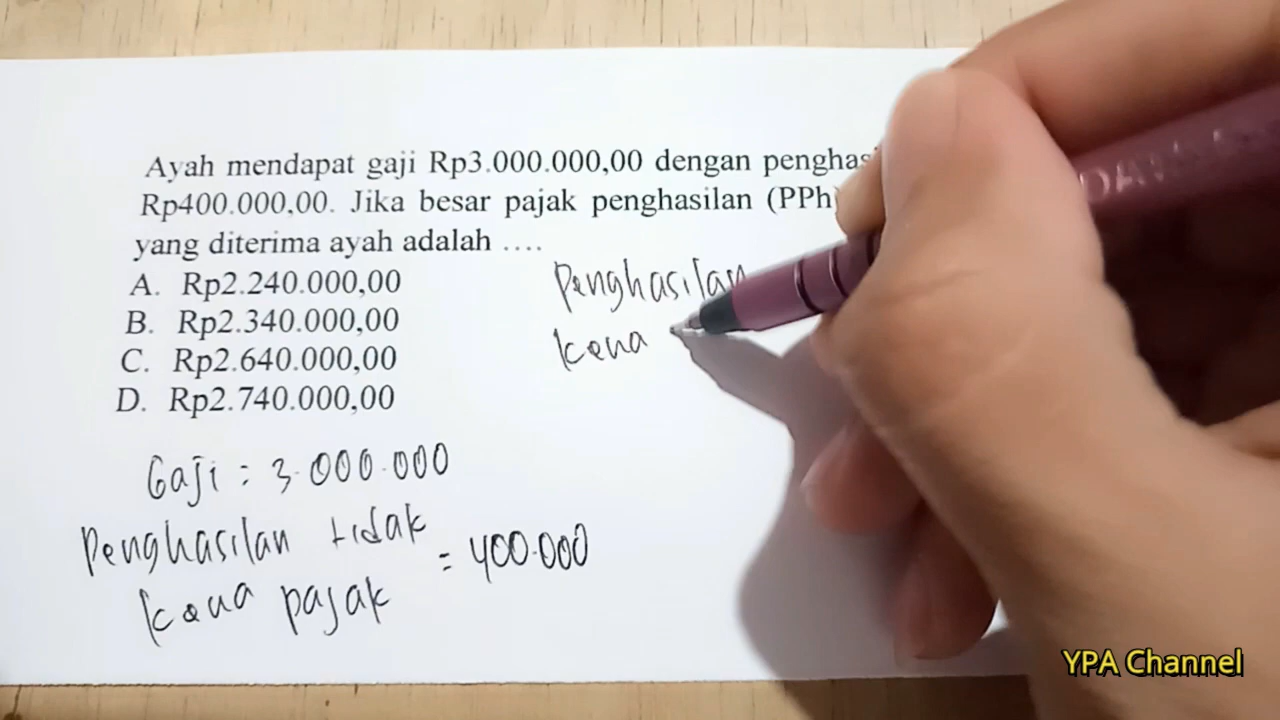 Ayah mendapat gaji Rp3.000.000,00 dengan
Rp400.000,00. Jika besar pajak penghasilan (PPh)
yang diterima ayah adalah ....
A. Rp2.240.000,00
B. Rp2.340.000,00
C. Rp2.640.000,00
D. Rp2.740.000,00
Penghasilan
kena
Gaji : 3.000.000
Penghasilan tidak
kena pajak = 400.000
YPA Channel